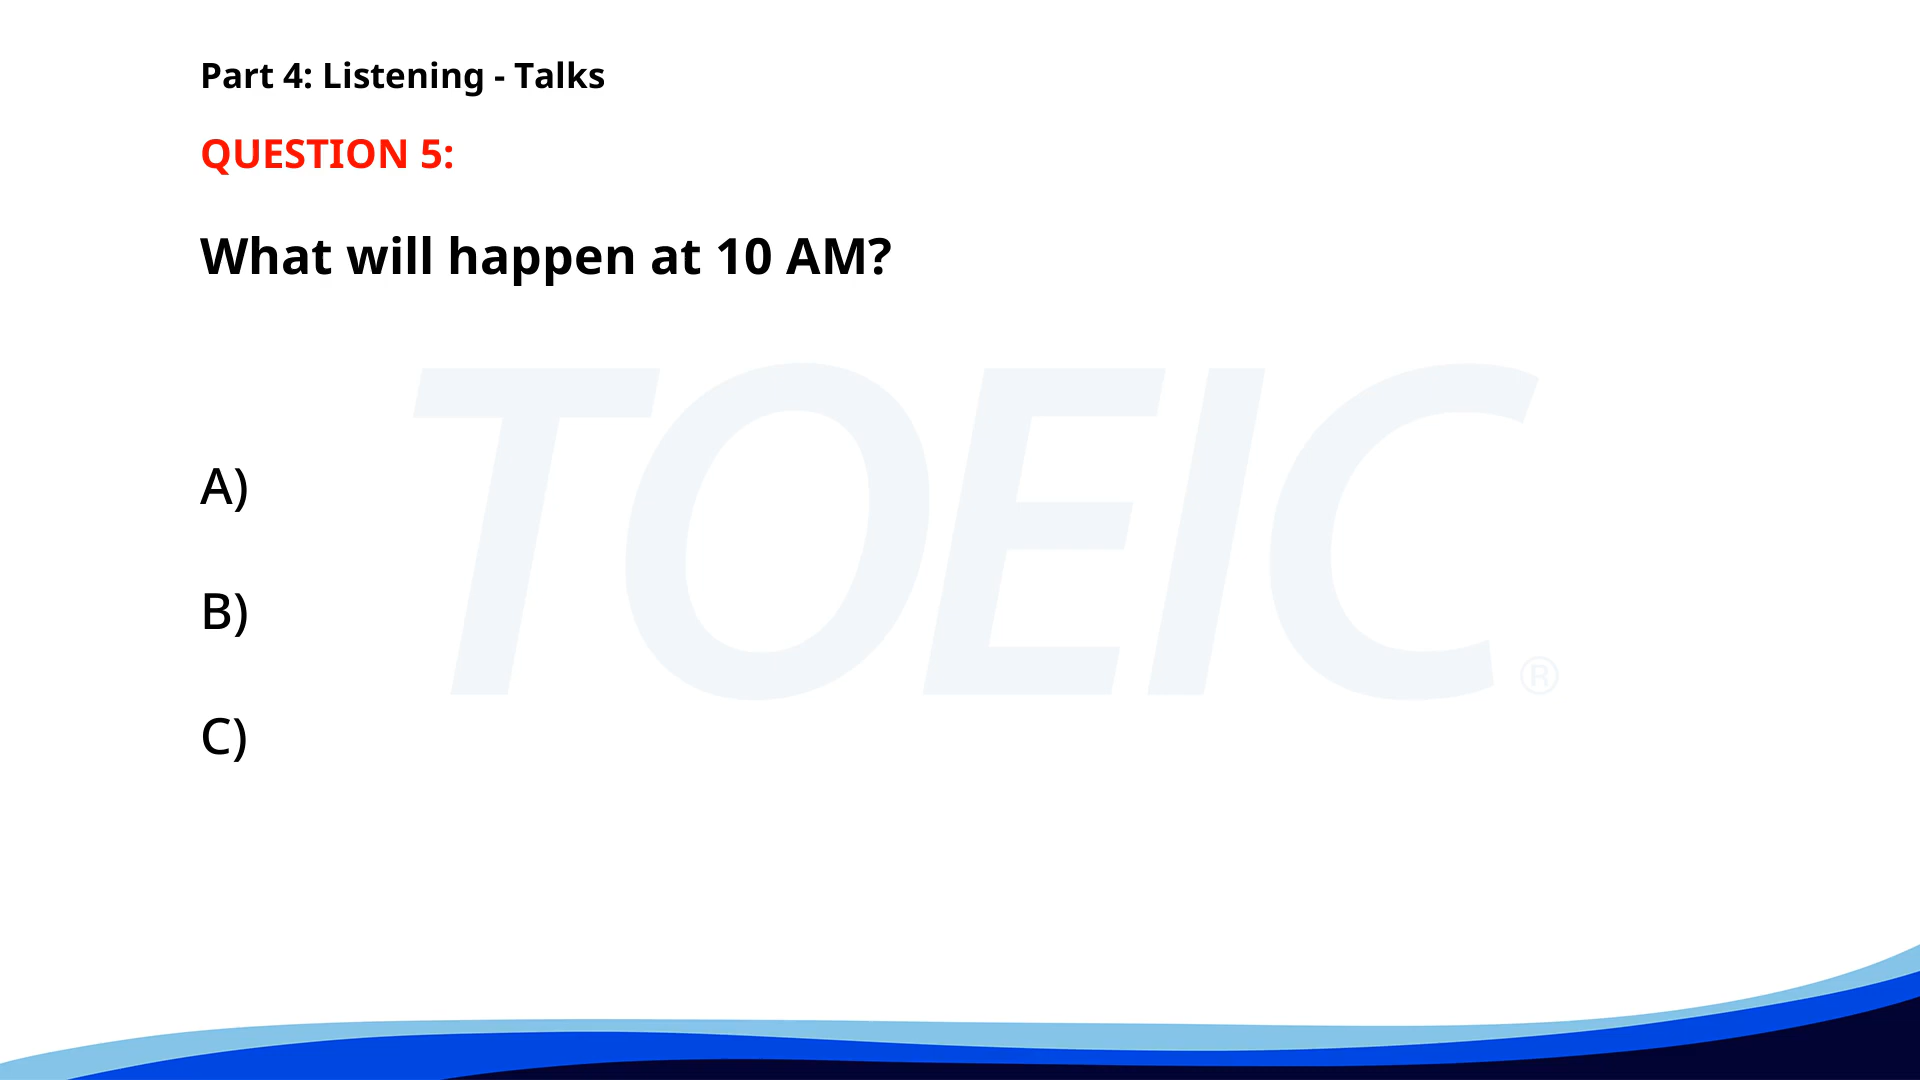 Part 4: Listening - Talks
QUESTION 5:
What will happen at 10 AM?
TOEIC®
A)
B)
C)